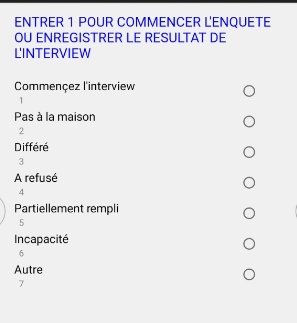 ENTRER 1 POUR COMMENCER L'ENQUETE
OU ENREGISTRER LE RESULTAT DE
L'INTERVIEW
Commençez l'interview
1
Pas à la maison
2
Différé
3
A refusé
4
Partiellement rempli
5
Incapacité
6
Autre
7